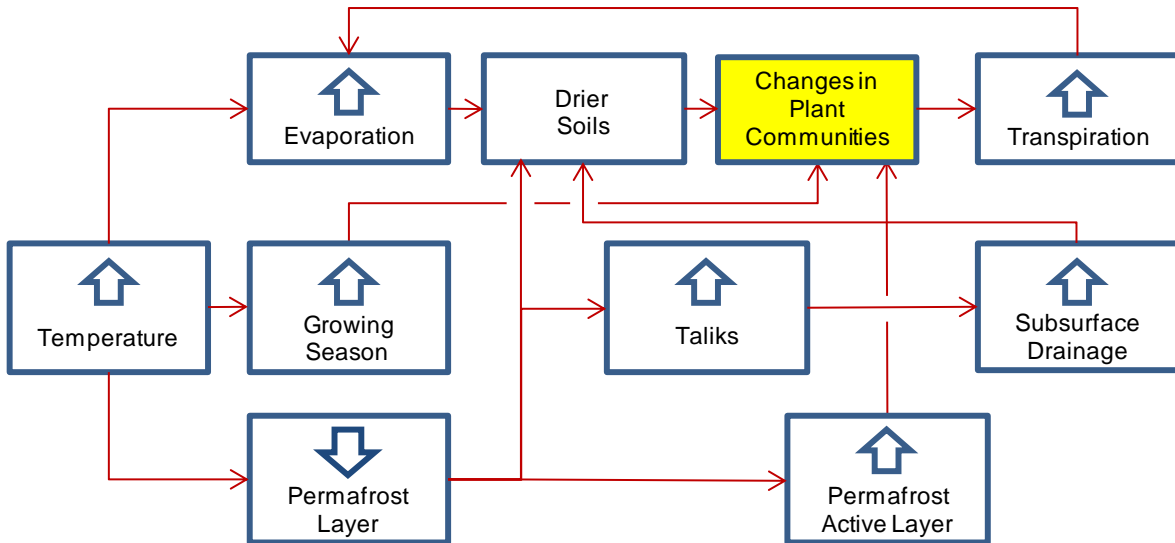 Evaporation
Drier
Soils
Changes in
Plant
Communities
Transpiration
Temperature
Growing
Season
Taliks
Subsurface
Drainage
Permafrost
Layer
Permafrost
Active Layer